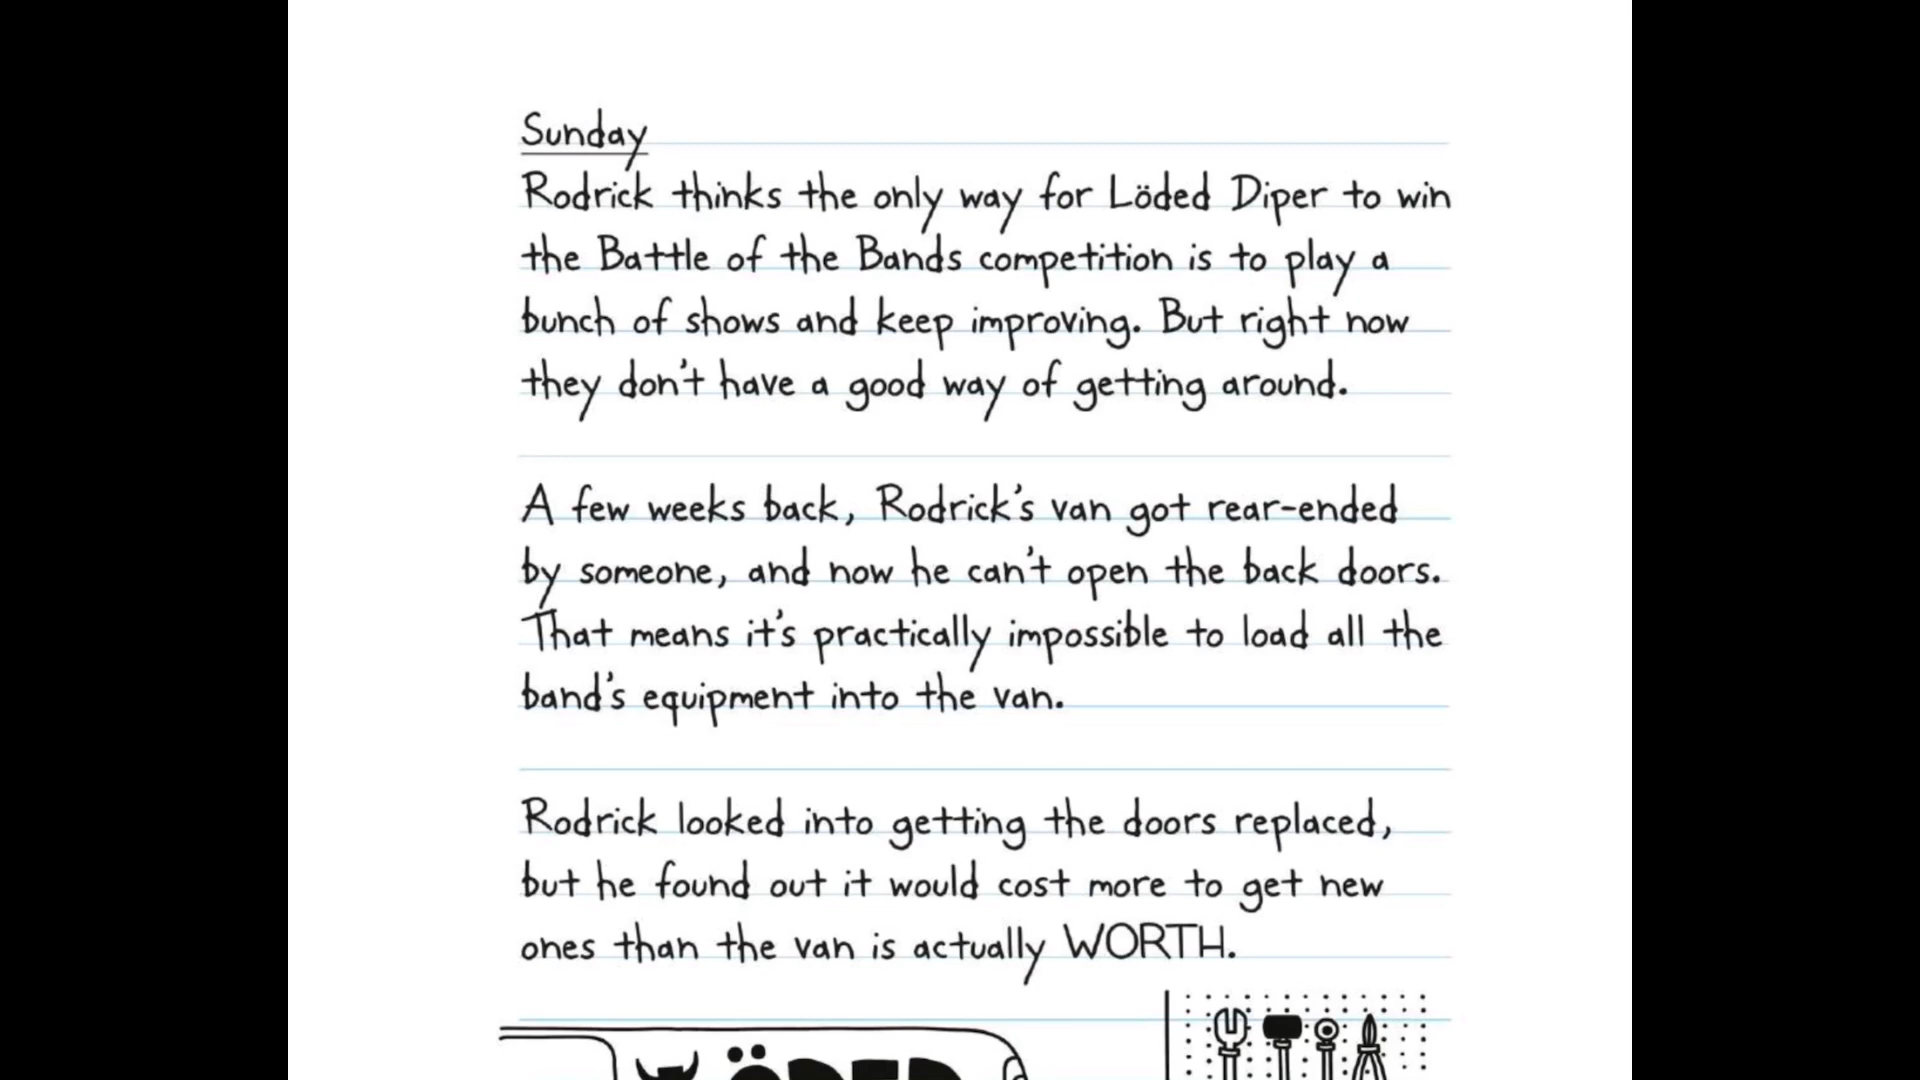 Sunday
Rodrick thinks the only way for Löded Diper to win
the Battle of the Bands competition is to play a
bunch of shows and keep improving. But right now
they don't have a good way of getting around.
A few weeks back, Rodrick's van got rear-ended
by someone, and now he can't open the back doors.
That means it's practically impossible to load all the
band's equipment into the van.
Rodrick looked into getting the doors replaced,
but he found out it would cost more to get new
ones than the van is actually WORTH.